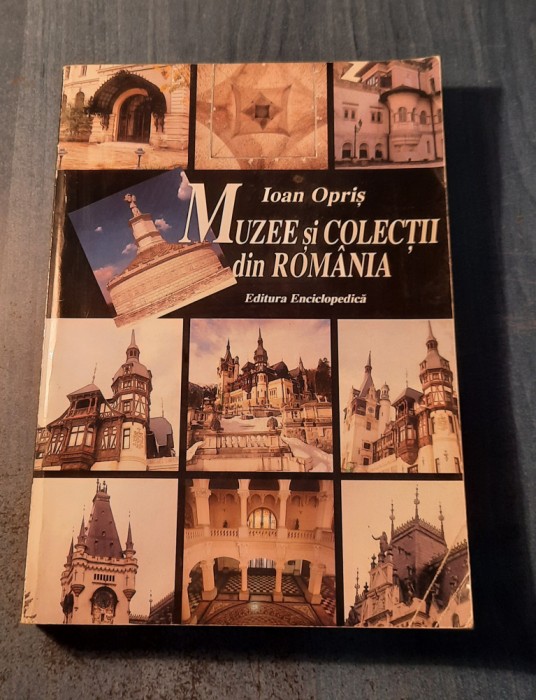 Ioan Opriș
MUZEE și COLECȚII
din ROMÂNIA
Editura Enciclopedică